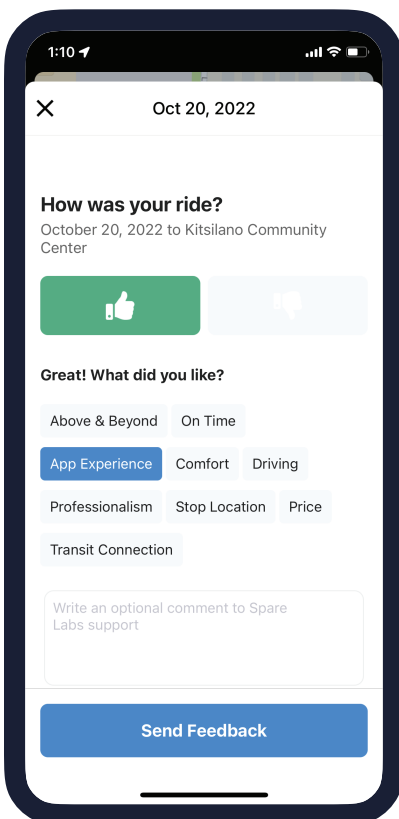 1:10
Oct 20, 2022
How was your ride?
October 20, 2022 to Kitsilano Community
Center
Great! What did you like?
Above & Beyond
On Time
App Experience
Comfort
Driving
Professionalism
Stop Location
Price
Transit Connection
Write an optional comment to Spare
Labs support
Send Feedback